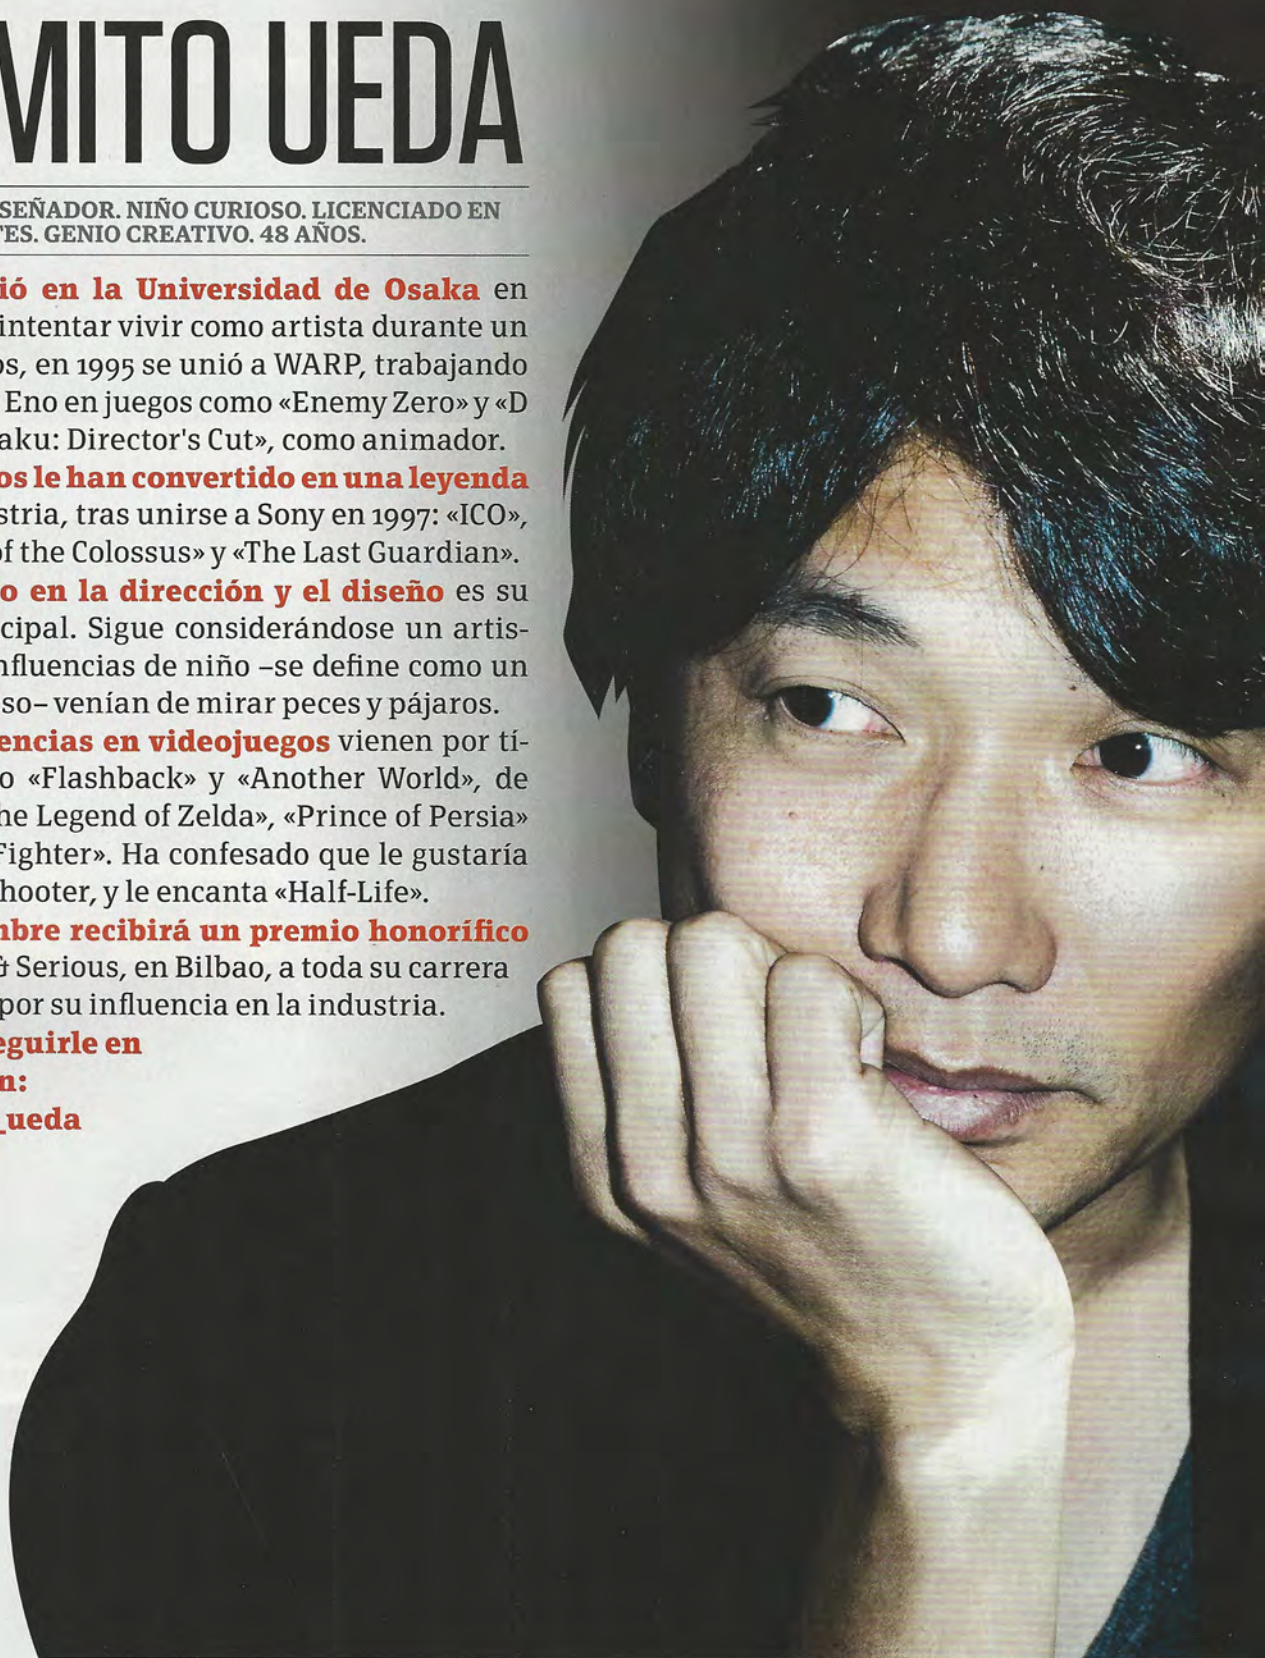 MITO UEDA
SEÑADOR. NIÑO CURIOSO. LICENCIADO EN
TES. GENIO CREATIVO. 48 AÑOS.
ió en la Universidad de Osaka en
intentar vivir como artista durante un
os, en 1995 se unió a WARP, trabajando
Eno en juegos como «Enemy Zero» y «D
aku: Director's Cut», como animador.
os le han convertido en una leyenda
stria, tras unirse a Sony en 1997: «ICO»,
of the Colossus» y «The Last Guardian».
o en la dirección y el diseño es su
cipal. Sigue considerándose un artis-
nfluencias de niño –se define como un
so– venían de mirar peces y pájaros.
encias en videojuegos vienen por tí-
o «Flashback» y «Another World», de
he Legend of Zelda», «Prince of Persia»
Fighter». Ha confesado que le gustaría
hooter, y le encanta «Half-Life».
mbre recibirá un premio honorífico
& Serious, en Bilbao, a toda su carrera
por su influencia en la industria.
eguirle en
n:
_ueda